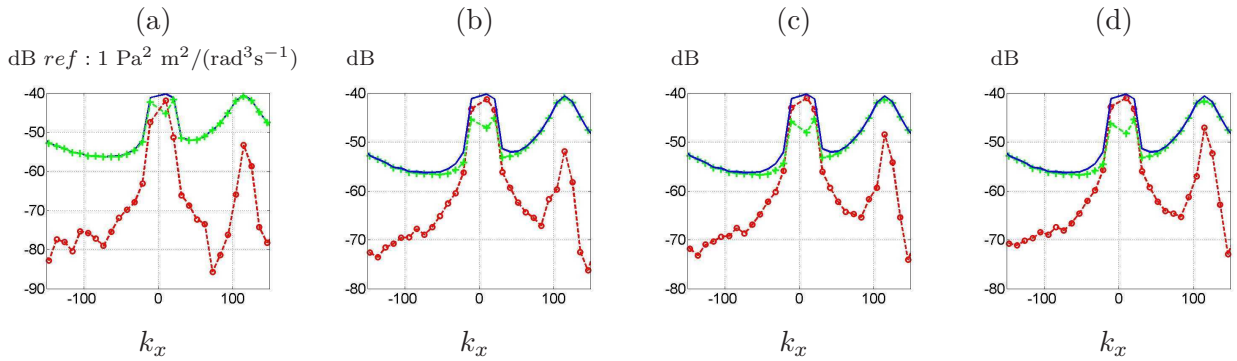 (a) (b) (c) (d)
dB ref : 1 Pa² m²/(rad³s⁻¹) dB dB dB
-40 -40 -40 -40
-50 -50 -50 -50
-60 -60 -60 -60
-70 -70 -70 -70
-80
-90 -80 -80 -80
-100 0 100 -100 0 100 -100 0 100 -100 0 100
kₓ kₓ kₓ kₓ